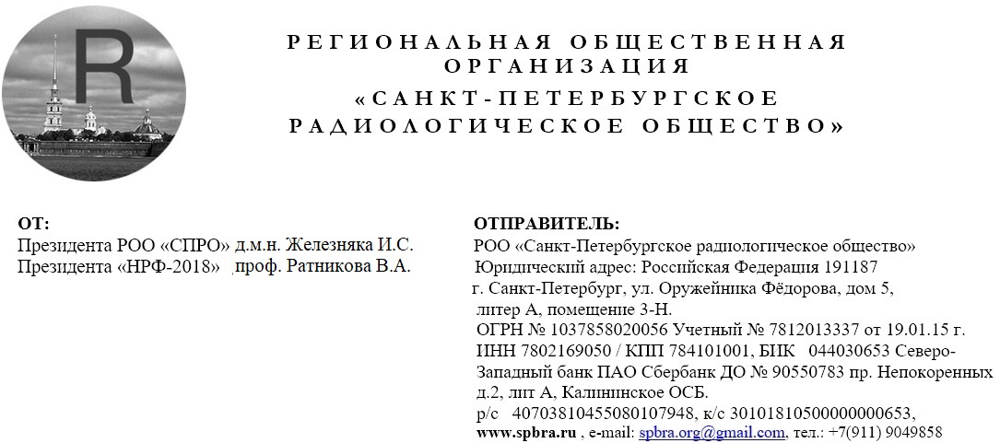 R
РЕГИОНАЛЬНАЯ ОБЩЕСТВЕННАЯ
ОРГАНИЗАЦИЯ
«САНКТ-ПЕТЕРБУРГСКОЕ
РАДИОЛОГИЧЕСКОЕ ОБЩЕСТВО»
ОТ:
Президента РОО «СПРО» д.м.н. Железняка И.С.
Президента «НРФ-2018» проф. Ратникова В.А.
ОТПРАВИТЕЛЬ:
РОО «Санкт-Петербургское радиологическое общество»
Юридический адрес: Российская Федерация 191187
г. Санкт-Петербург, ул. Оружейника Фёдорова, дом 5,
литер А, помещение 3-Н.
ОГРН № 1037858020056 Учетный № 7812013337 от 19.01.15 г.
ИНН 7802169050 / КПП 784101001, БИК 044030653 Северо-
Западный банк ПАО Сбербанк ДО № 90550783 пр. Непокоренных
д.2, лит А, Калининское ОСБ.
р/с 40703810455080107948, к/с 30101810500000000653,
www.spbra.ru , e-mail: spbra.org@gmail.com, тел.: +7(911) 9049858